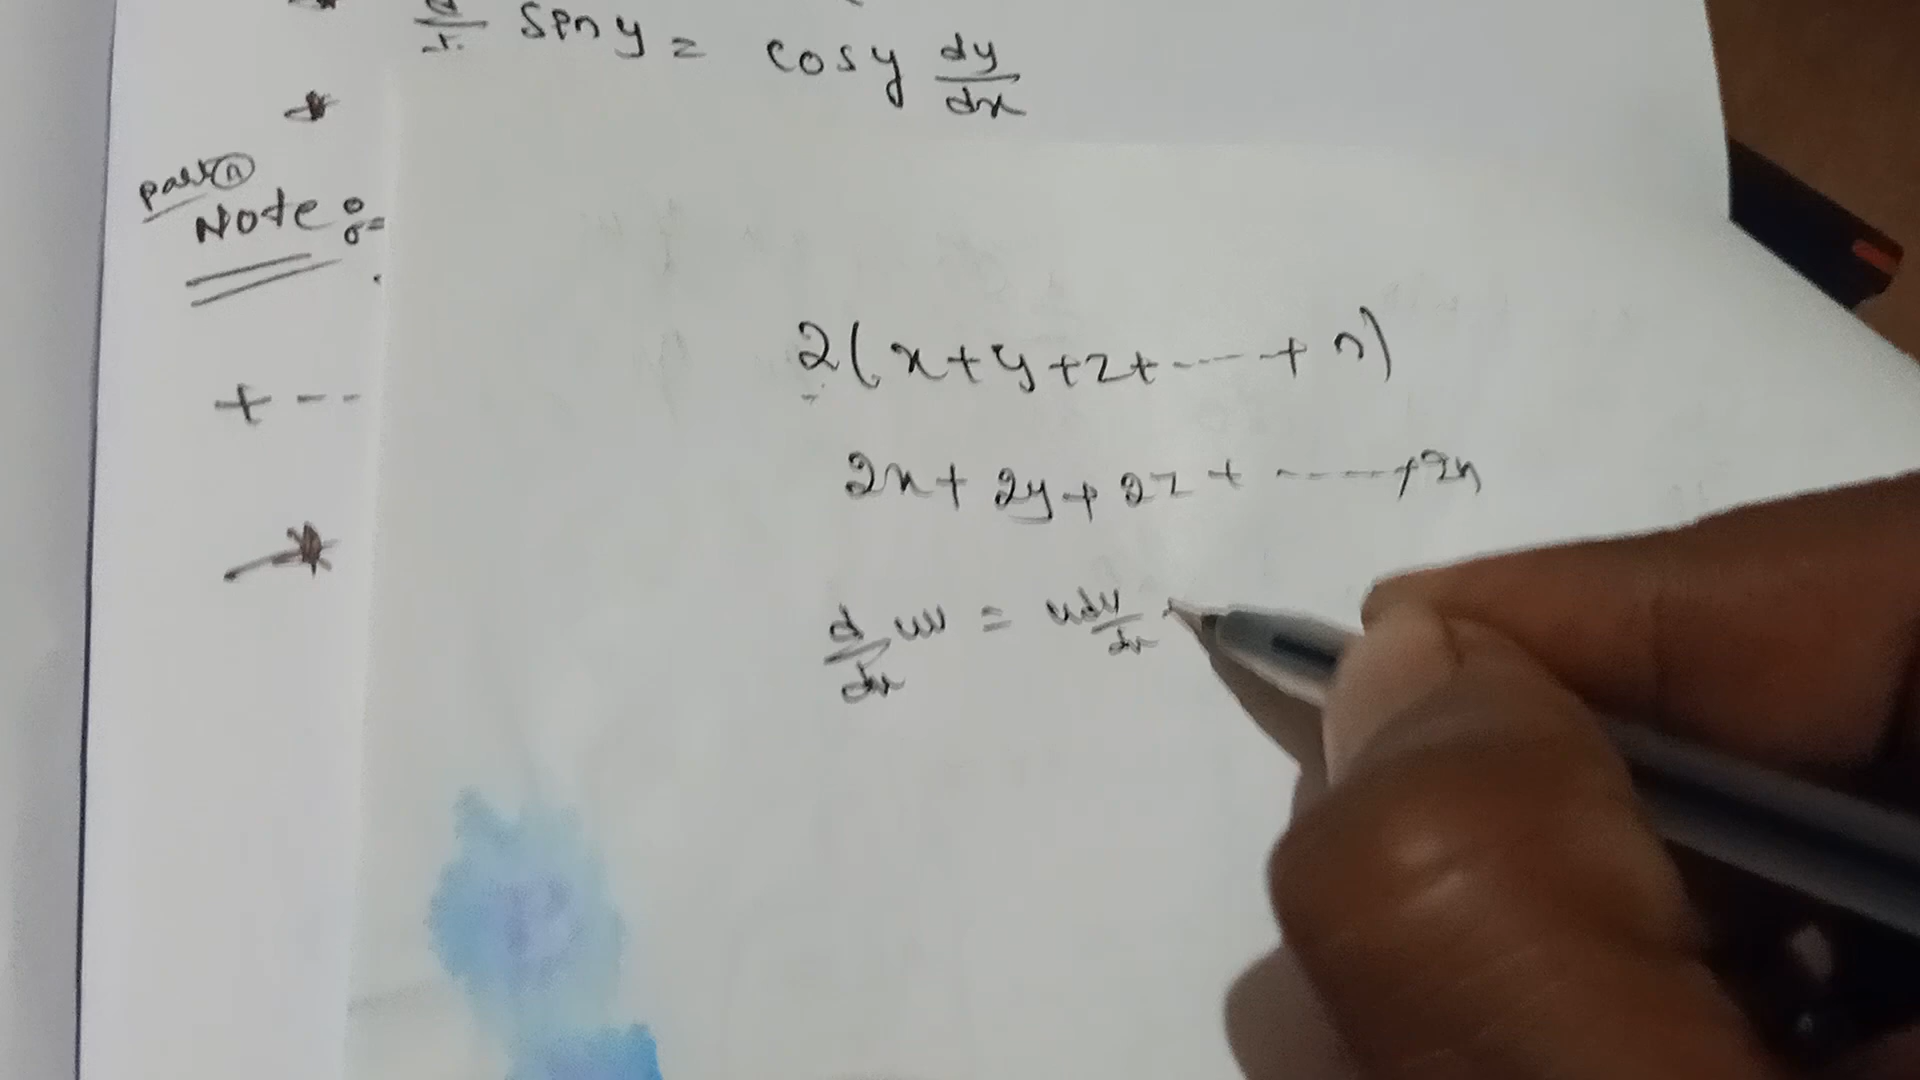 d/d. sin y = cos y dy/dx
*
part (n)
Note :=
2(x+y+z+-----+n)
+ --
2x+2y+2z+------+2n
d/dx uv = u dv/dx +